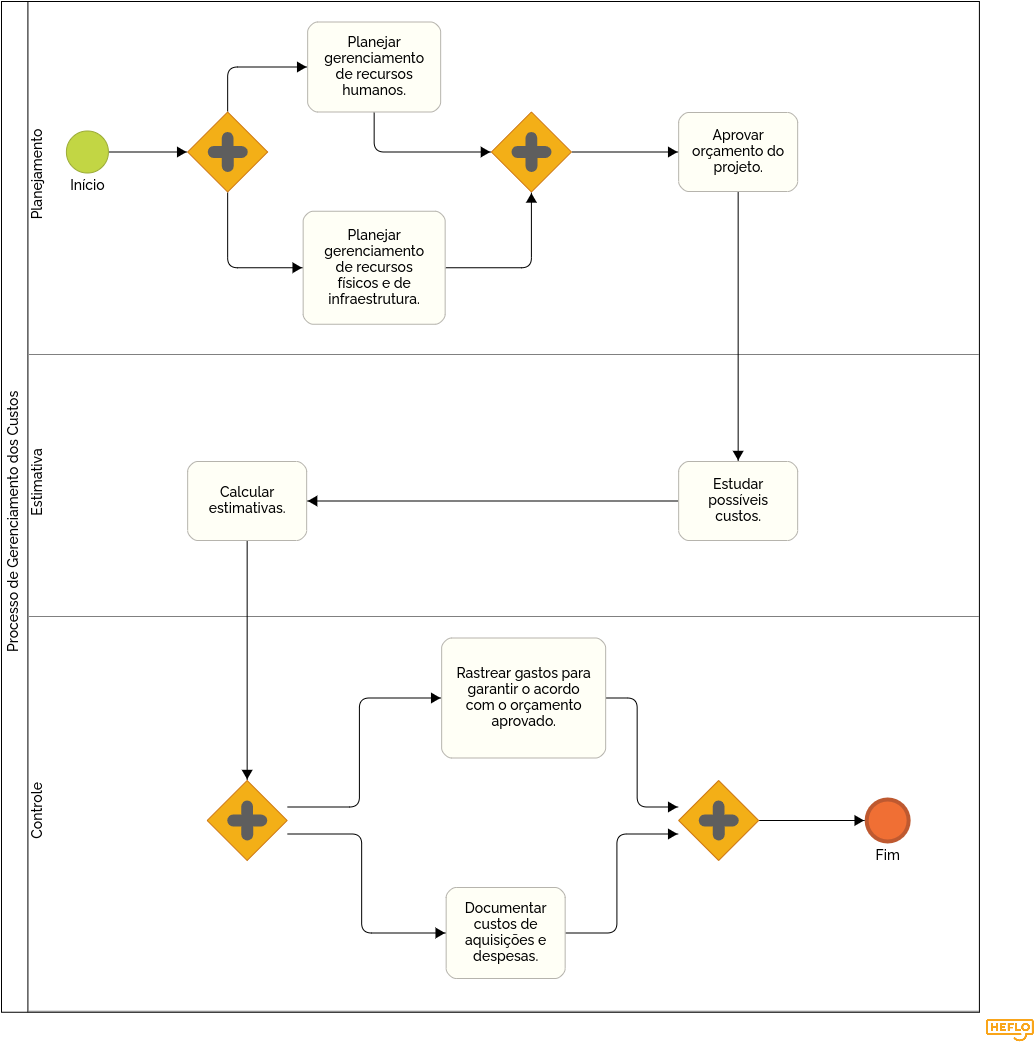 Processo de Gerenciamento dos Custos
Planejamento
Início
Planejar
gerenciamento
de recursos
humanos.
Planejar
gerenciamento
de recursos
físicos e de
infraestrutura.
Aprovar
orçamento do
projeto.
Estimativa
Calcular
estimativas.
Estudar
possíveis
custos.
Controle
Rastrear gastos para
garantir o acordo
com o orçamento
aprovado.
Documentar
custos de
aquisições e
despesas.
Fim
HEFLO